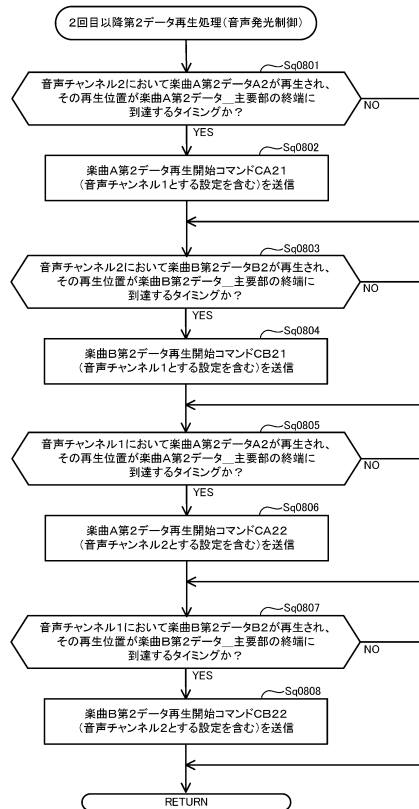 2回目以降第2データ再生処理(音声発光制御)
Sq0801
音声チャンネル2において楽曲A第2データA2が再生され、
その再生位置が楽曲A第2データ__主要部の終端に
到達するタイミングか?
NO
YES
Sq0802
楽曲A第2データ再生開始コマンドCA21
(音声チャンネル1とする設定を含む)を送信
Sq0803
音声チャンネル2において楽曲B第2データB2が再生され、
その再生位置が楽曲B第2データ__主要部の終端に
到達するタイミングか?
NO
YES
Sq0804
楽曲B第2データ再生開始コマンドCB21
(音声チャンネル1とする設定を含む)を送信
Sq0805
音声チャンネル1において楽曲A第2データA2が再生され、
その再生位置が楽曲A第2データ__主要部の終端に
到達するタイミングか?
NO
YES
Sq0806
楽曲A第2データ再生開始コマンドCA22
(音声チャンネル2とする設定を含む)を送信
Sq0807
音声チャンネル1において楽曲B第2データB2が再生され、
その再生位置が楽曲B第2データ__主要部の終端に
到達するタイミングか?
NO
YES
Sq0808
楽曲B第2データ再生開始コマンドCB22
(音声チャンネル2とする設定を含む)を送信
RETURN